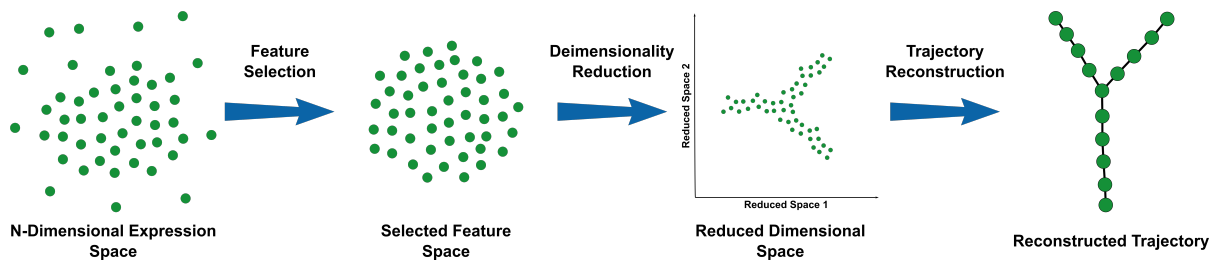 Feature
Selection
Deimensionality
Reduction
Trajectory
Reconstruction
Reduced Space 2
Reduced Space 1
N-Dimensional Expression
Space
Selected Feature
Space
Reduced Dimensional
Space
Reconstructed Trajectory